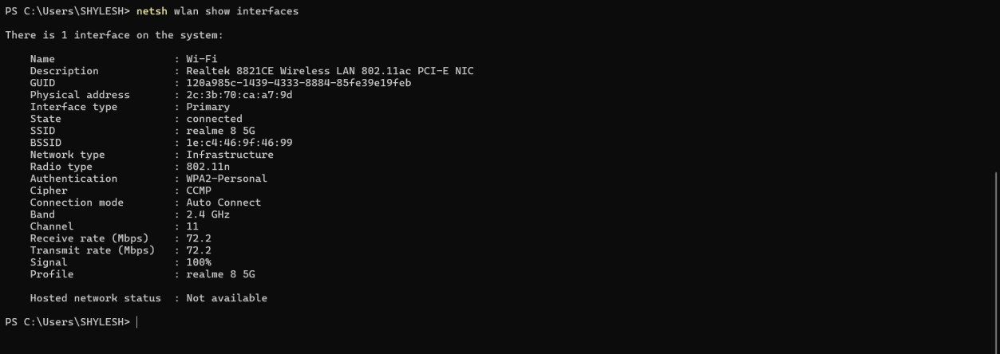 PS C:\Users\SHYLESH> netsh wlan show interfaces
There is 1 interface on the system:
Name : Wi-Fi
Description : Realtek 8821CE Wireless LAN 802.11ac PCI-E NIC
GUID : 120a985c-1439-4333-8884-85fe39e19feb
Physical address : 2c:3b:70:ca:a7:9d
Interface type : Primary
State : connected
SSID : realme 8 5G
BSSID : 1e:c4:46:9f:46:99
Network type : Infrastructure
Radio type : 802.11n
Authentication : WPA2-Personal
Cipher : CCMP
Connection mode : Auto Connect
Band : 2.4 GHz
Channel : 11
Receive rate (Mbps) : 72.2
Transmit rate (Mbps) : 72.2
Signal : 100%
Profile : realme 8 5G
Hosted network status : Not available
PS C:\Users\SHYLESH>